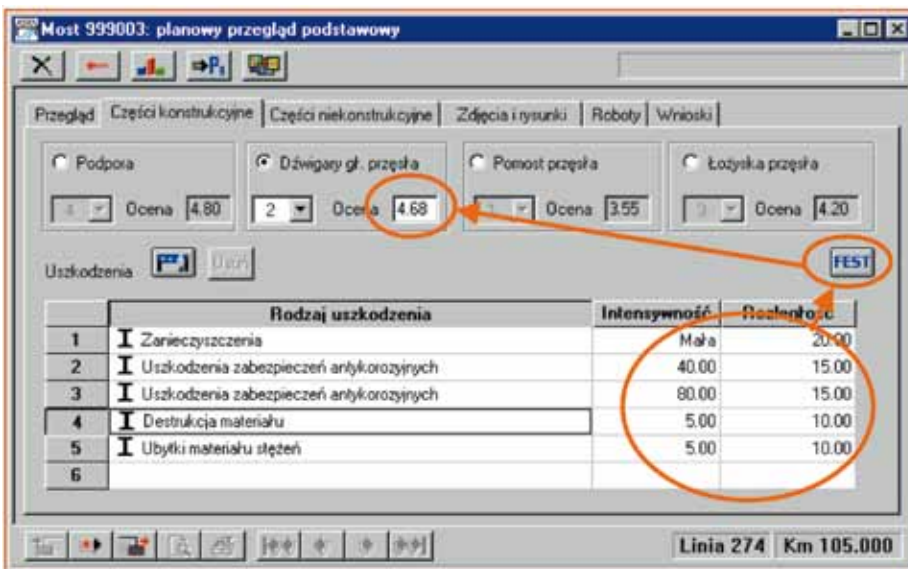 Most 999003: planowy przegląd podstawowy
Przegląd Części konstrukcyjne Części niekonstrukcyjne Zdjęcia i rysunki Roboty Wnioski
Podpora Dźwigary gł. przęsła Pomost przęsła Łożyska przęsła
4 Ocena 4.80 2 Ocena 4.68 Ocena 3.55 Ocena 4.20
Uszkodzenia Usuń FEST
Rodzaj uszkodzenia Intensywność Rozległość
1 Zanieczyszczenia Mała 20.00
2 Uszkodzenia zabezpieczeń antykorozyjnych 40.00 15.00
3 Uszkodzenia zabezpieczeń antykorozyjnych 80.00 15.00
4 Destrukcja materiału 5.00 10.00
5 Ubytki materiału stężeń 5.00 10.00
6
Linia 274 Km 105.000